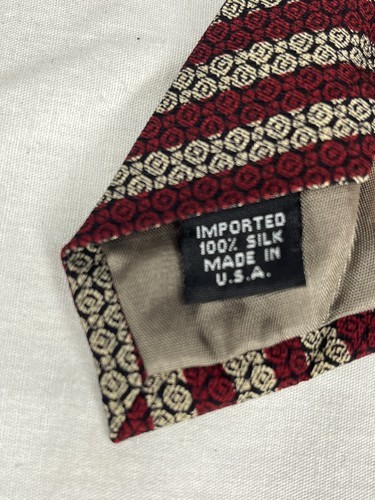 IMPORTED
100% SILK
MADE IN
U.S.A.